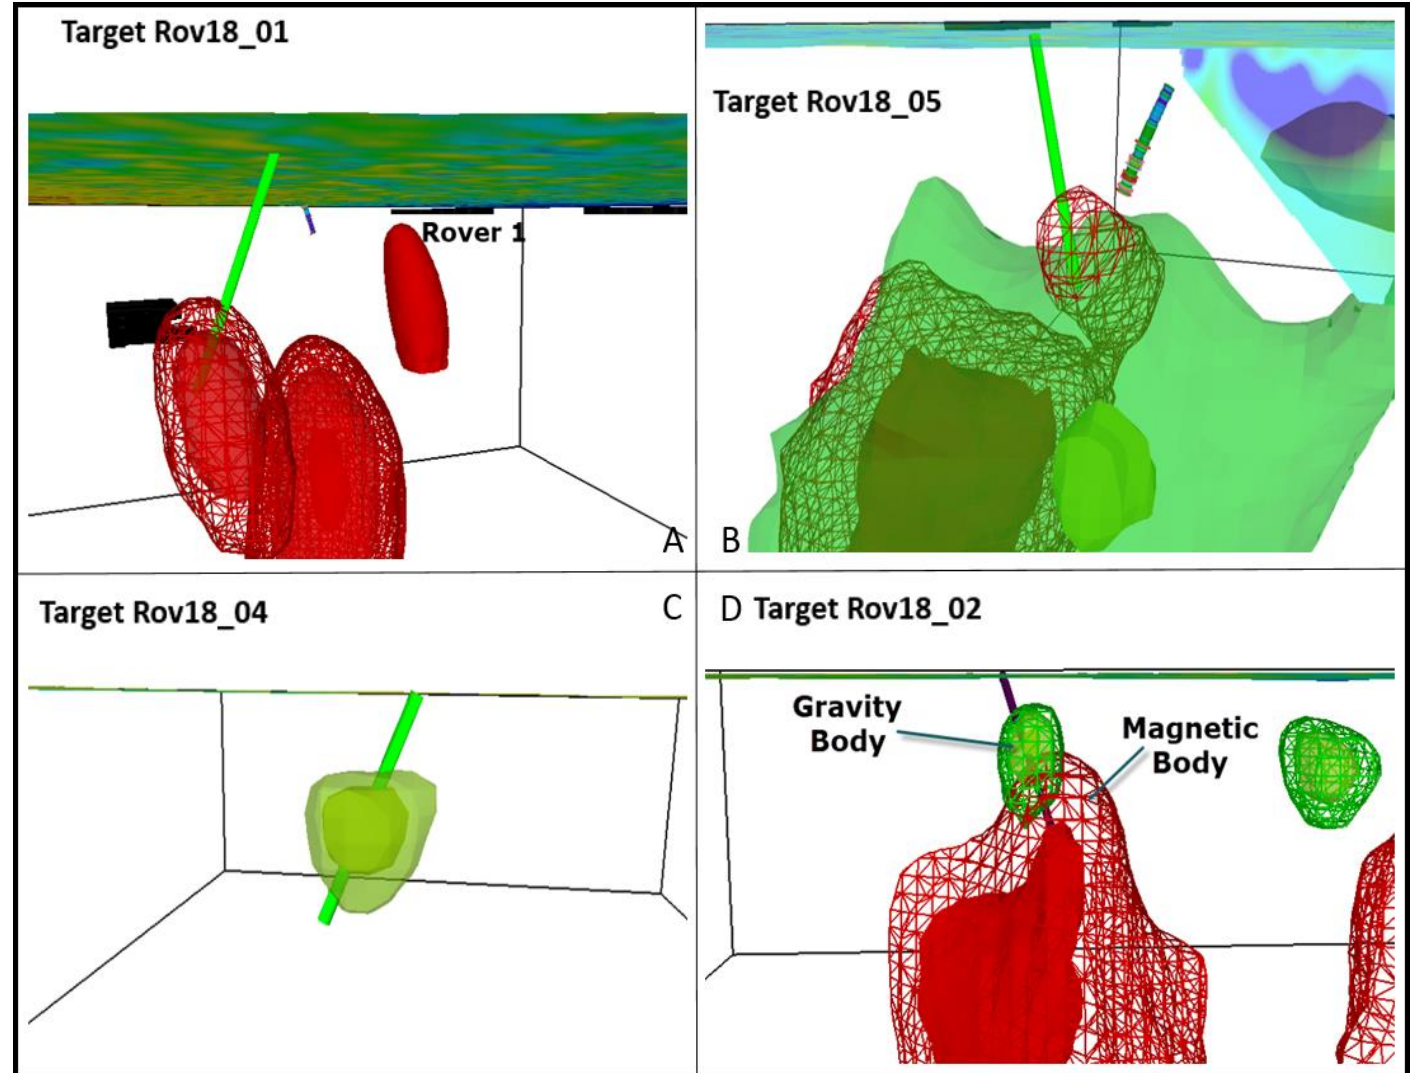 Target Rov18_01
Rover 1
A
Target Rov18_05
B
Target Rov18_04
C
D
Target Rov18_02
Gravity
Body
Magnetic
Body